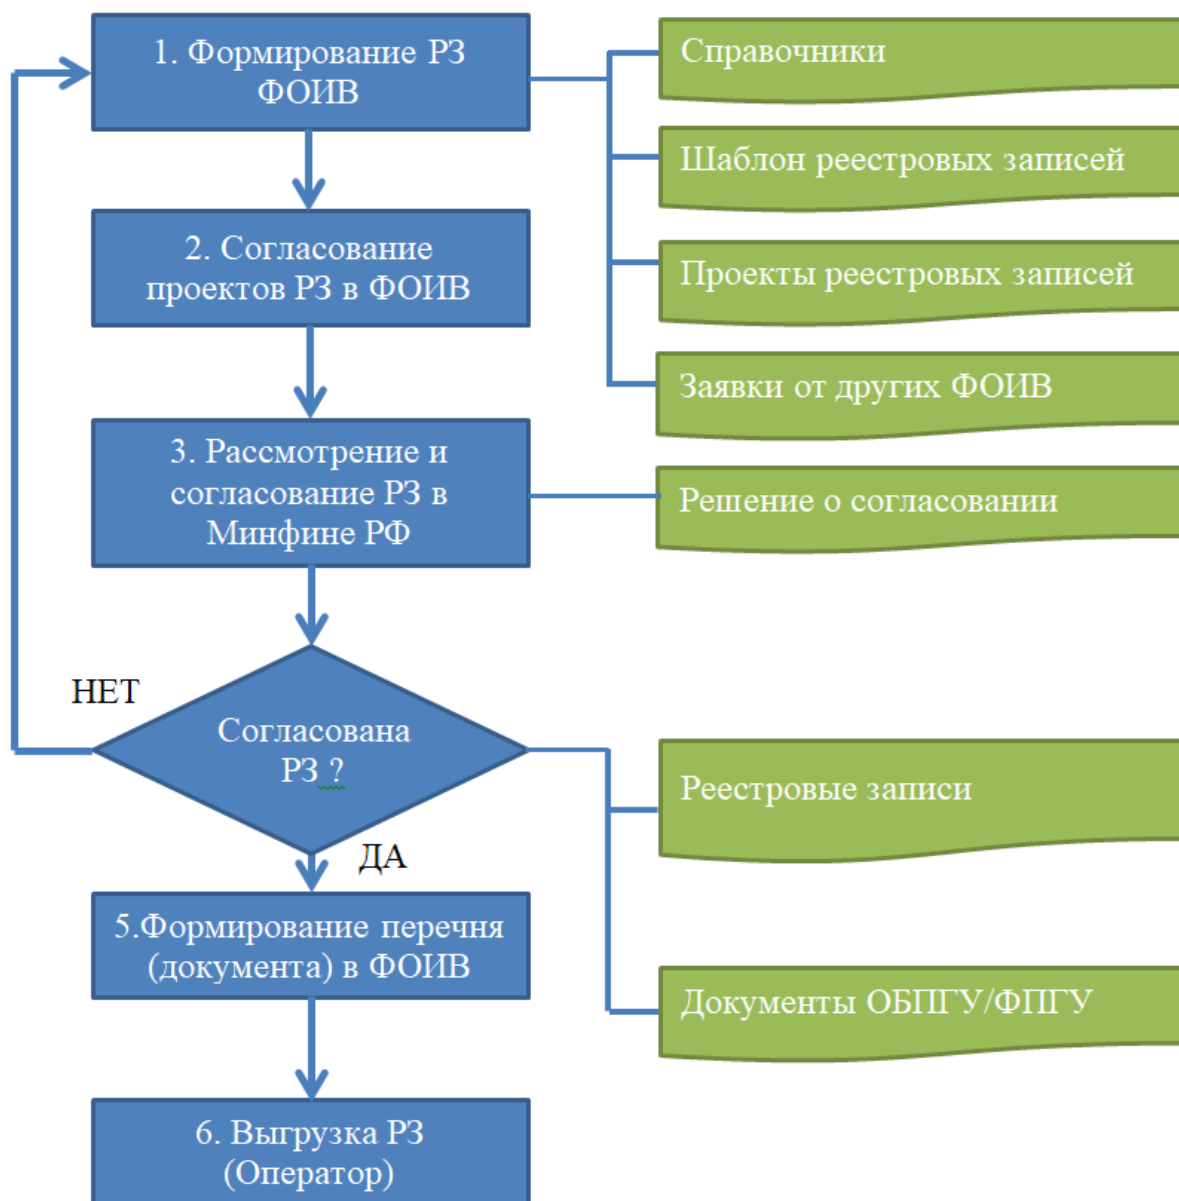 1. Формирование РЗ
ФОИВ
Справочники
Шаблон реестровых записей
2. Согласование
проектов РЗ в ФОИВ
Проекты реестровых записей
Заявки от других ФОИВ
3. Рассмотрение и
согласование РЗ в
Минфине РФ
Решение о согласовании
НЕТ
Согласована
РЗ ?
ДА
Реестровые записи
5.Формирование перечня
(документа) в ФОИВ
Документы ОБПГУ/ФПГУ
6. Выгрузка РЗ
(Оператор)